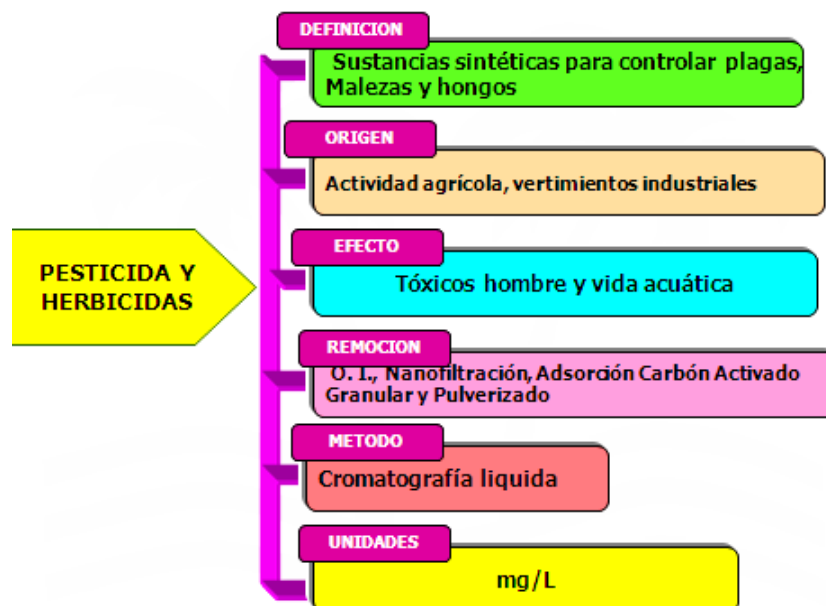 PESTICIDA Y
HERBICIDAS
DEFINICION
Sustancias sintéticas para controlar plagas,
Malezas y hongos
ORIGEN
Actividad agrícola, vertimientos industriales
EFECTO
Tóxicos hombre y vida acuática
REMOCION
O. I., Nanofiltración, Adsorción Carbón Activado
Granular y Pulverizado
METODO
Cromatografía liquida
UNIDADES
mg/L